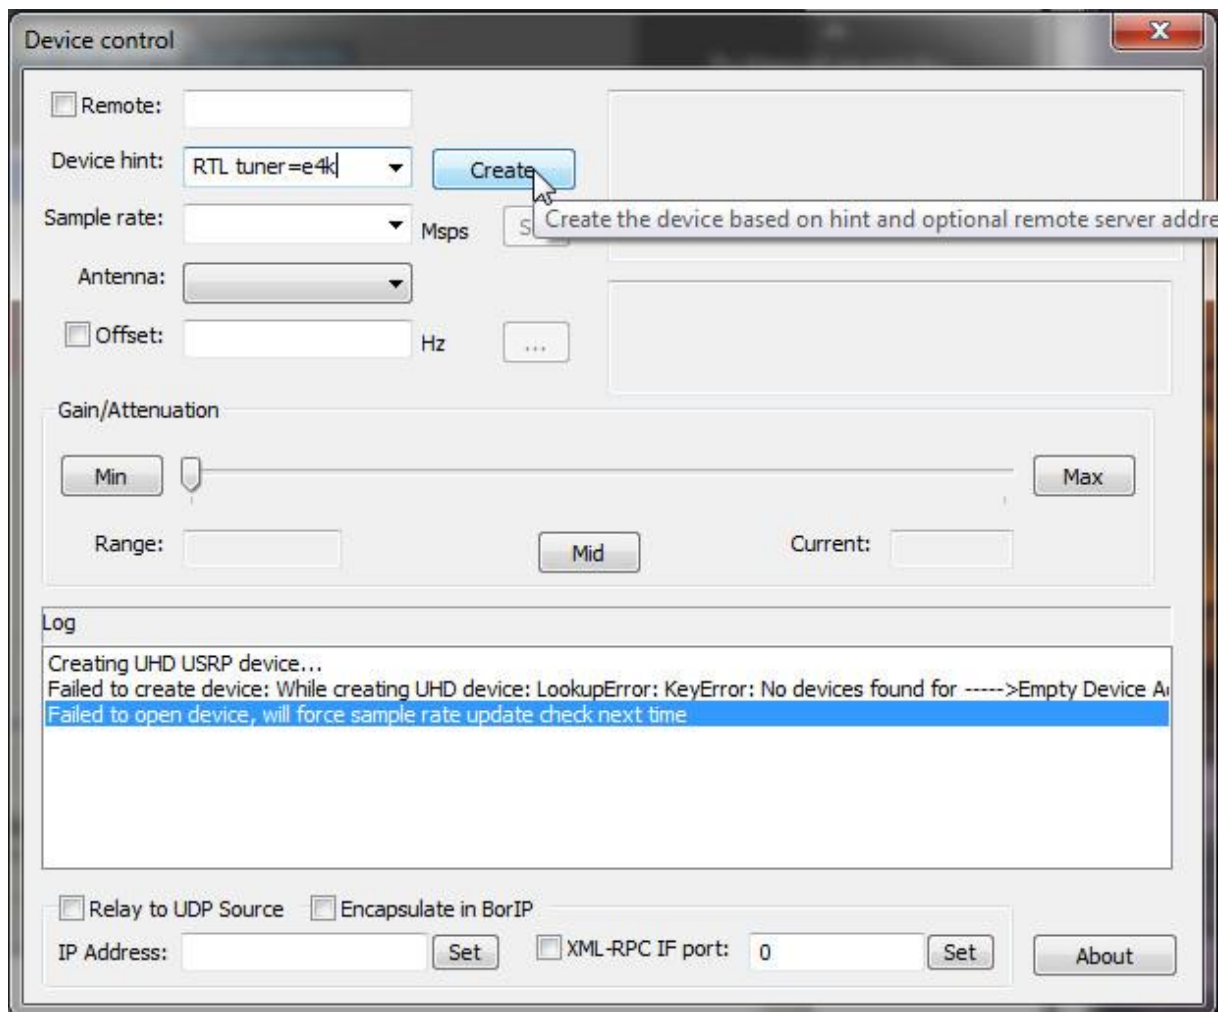 Device control
Remote:
Device hint: RTL tuner=e4k Create
Create the device based on hint and optional remote server addre
Sample rate: Msps
Antenna:
Offset: Hz ...
Gain/Attenuation
Min Max
Range: Mid Current:
Log
Creating UHD USRP device...
Failed to create device: While creating UHD device: LookupError: KeyError: No devices found for ----->Empty Device A
Failed to open device, will force sample rate update check next time
Relay to UDP Source Encapsulate in BorIP
IP Address: Set XML-RPC IF port: 0 Set About